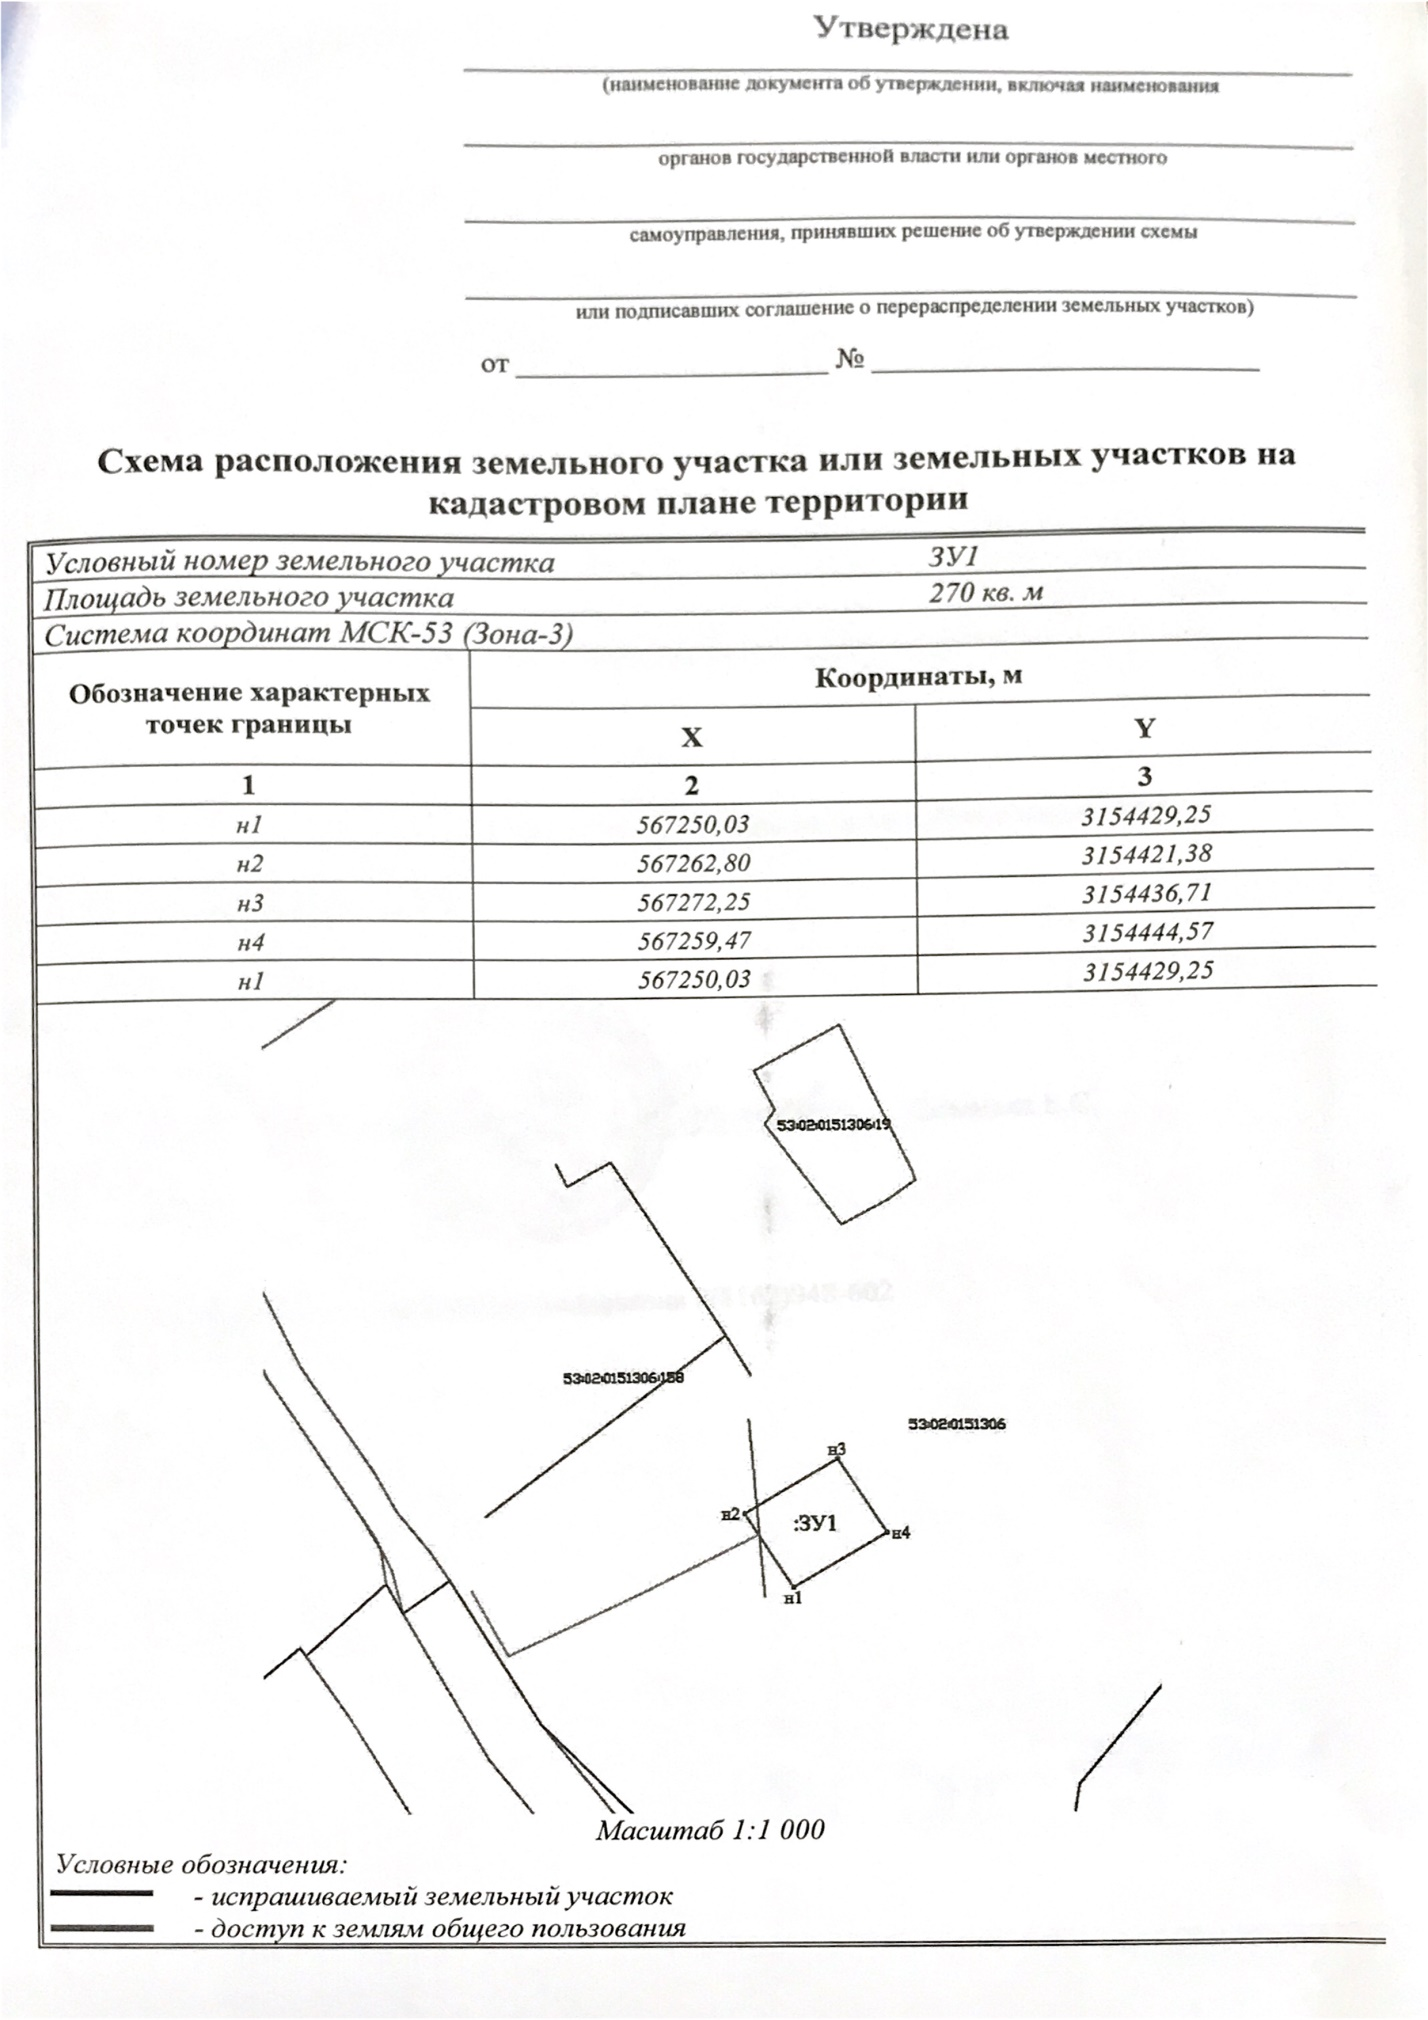 Утверждена
(наименование документа об утверждении, включая наименования
органов государственной власти или органов местного
самоуправления, принявших решение об утверждении схемы
или подписавших соглашение о перераспределении земельных участков)
от № 
Схема расположения земельного участка или земельных участков на
кадастровом плане территории
Условный номер земельного участка ЗУ1
Площадь земельного участка 270 кв. м
Система координат МСК-53 (Зона-3)
Обозначение характерных
точек границы
Координаты, м
X Y
1 2 3
н1 567250,03 3154429,25
н2 567262,80 3154421,38
н3 567272,25 3154436,71
н4 567259,47 3154444,57
н1 567250,03 3154429,25
53:02:0151306:19
53:02:0151306:158
53:02:0151306
н3
н2
:ЗУ1
н4
н1
Масштаб 1:1 000
Условные обозначения:
- испрашиваемый земельный участок
- доступ к землям общего пользования